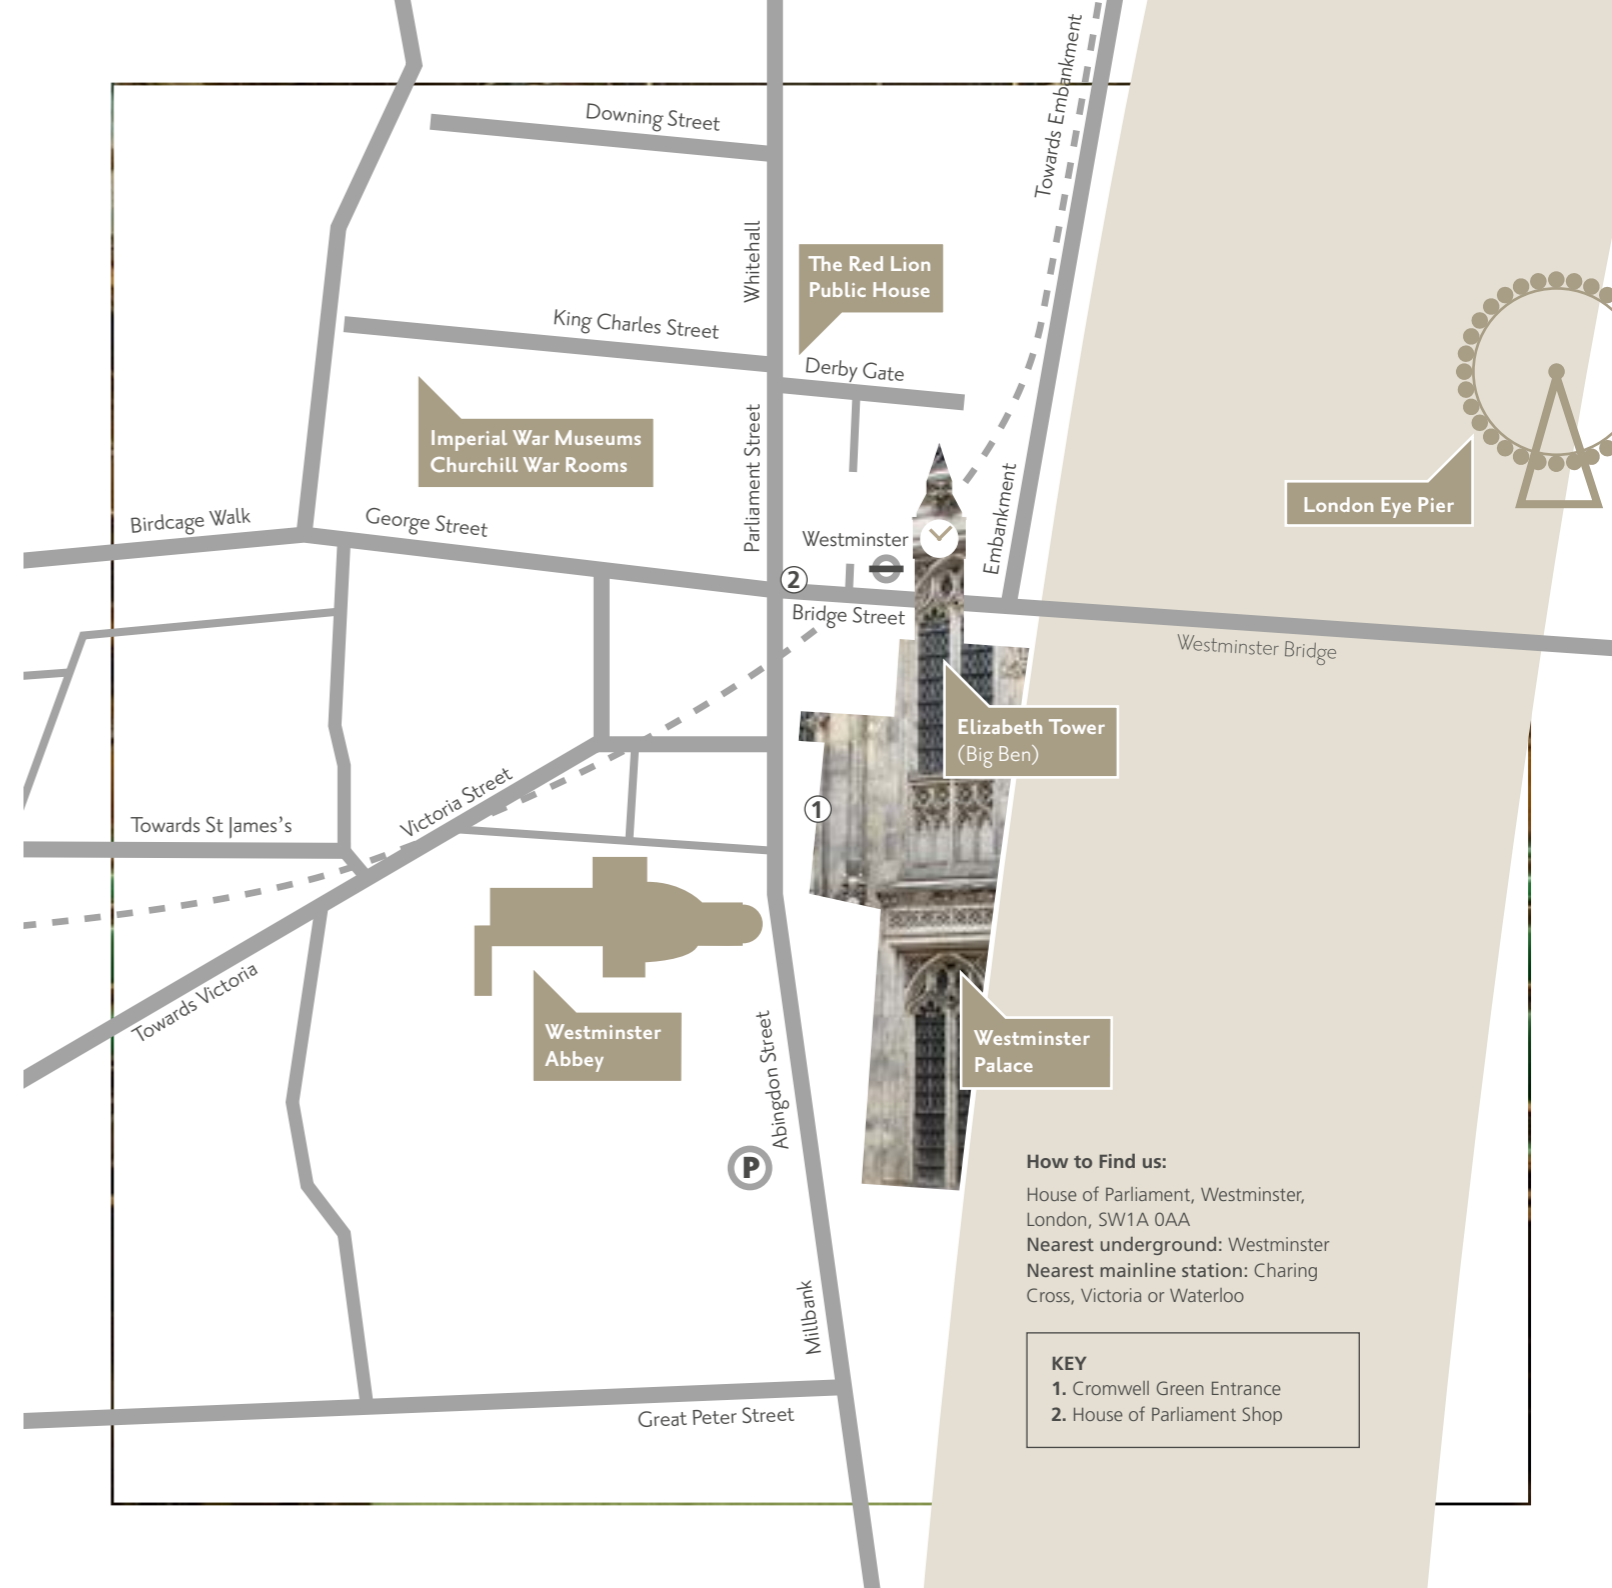 Towards Embankment
Downing Street
Whitehall
The Red Lion
Public House
King Charles Street
Derby Gate
Imperial War Museums
Churchill War Rooms
Parliament Street
Embankment
London Eye Pier
Birdcage Walk
George Street
Westminster
2
Bridge Street
Westminster Bridge
Elizabeth Tower
(Big Ben)
1
Victoria Street
Towards St James's
Towards Victoria
Westminster
Abbey
Abingdon Street
Westminster
Palace
P
Millbank
Great Peter Street
How to Find us:
House of Parliament, Westminster,
London, SW1A 0AA
Nearest underground: Westminster
Nearest mainline station: Charing
Cross, Victoria or Waterloo
KEY
1. Cromwell Green Entrance
2. House of Parliament Shop